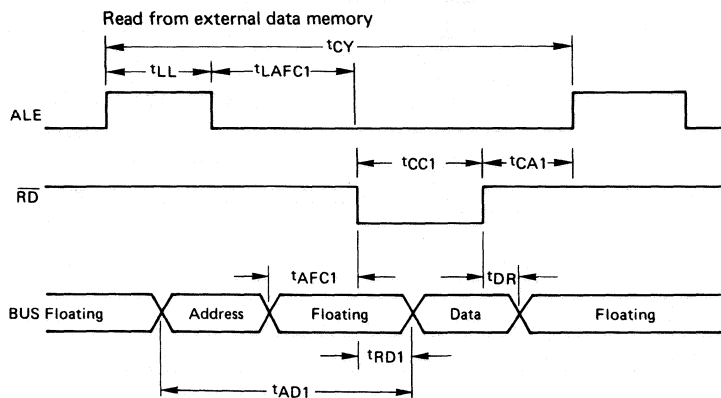 Read from external data memory
tCY
tLL
tLAFC1
ALE
tCC1
tCA1
RD
tAFC1
tDR
BUS Floating
Address
Floating
Data
Floating
tRD1
tAD1